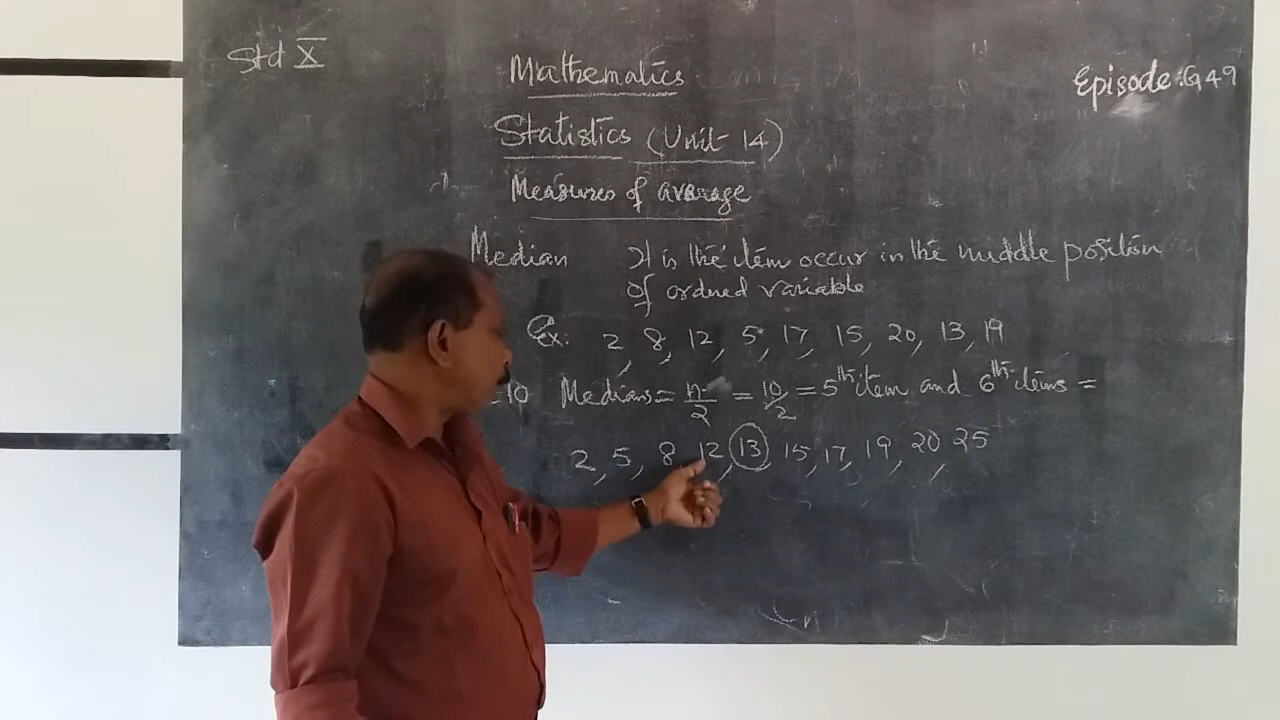 Std X
Mathematics
Episode: G49
Statistics (Unit 14)
Measures of average
Median It is the item occur in the middle position
of ordered variable
Ex: 2, 8, 12, 5, 17, 15, 20, 13, 19
=10 Medians = n/2 = 10/2 = 5th item and 6th items =
2, 5, 8, 12, 13, 15, 17, 19, 20, 25